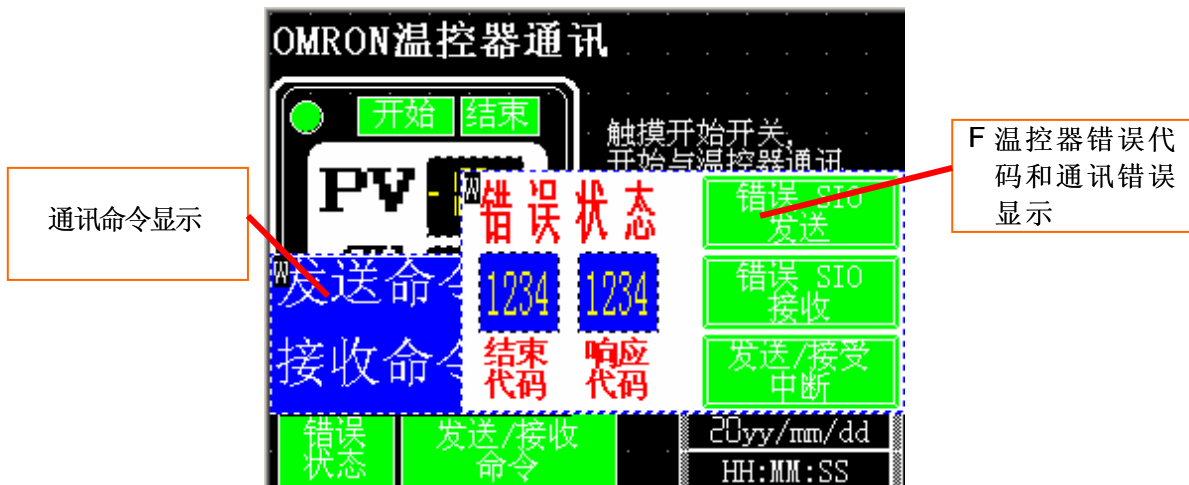 OMRON温控器通讯
开始 结束
触摸开始开关,
开始与温控器通讯
PV
通讯命令显示
F 温控器错误代
码和通讯错误
显示
W
错误状态
1234 1234
结束
代码
响应
代码
错误 SIO
发送
错误 SIO
接收
发送/接受
中断
W
发送命令
接收命令
错误
状态
发送/接收
命令
20yy/mm/dd
HH:MM:SS